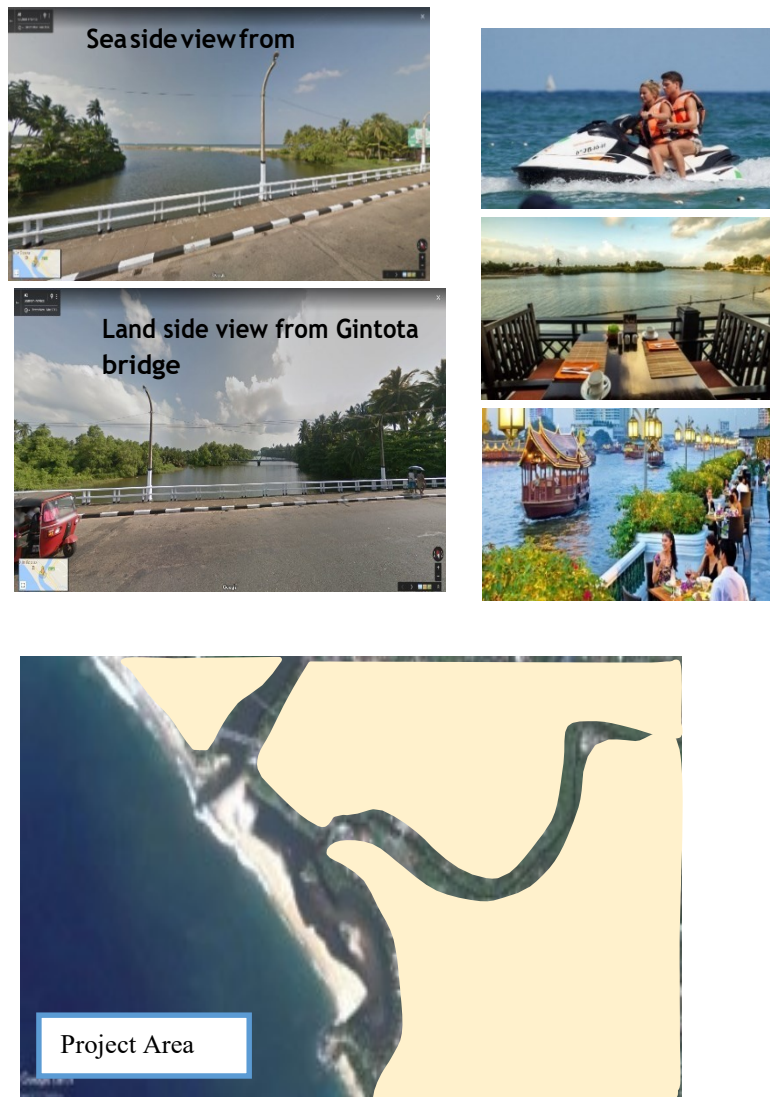 Sea side view from
Land side view from Gintota
bridge
Project Area